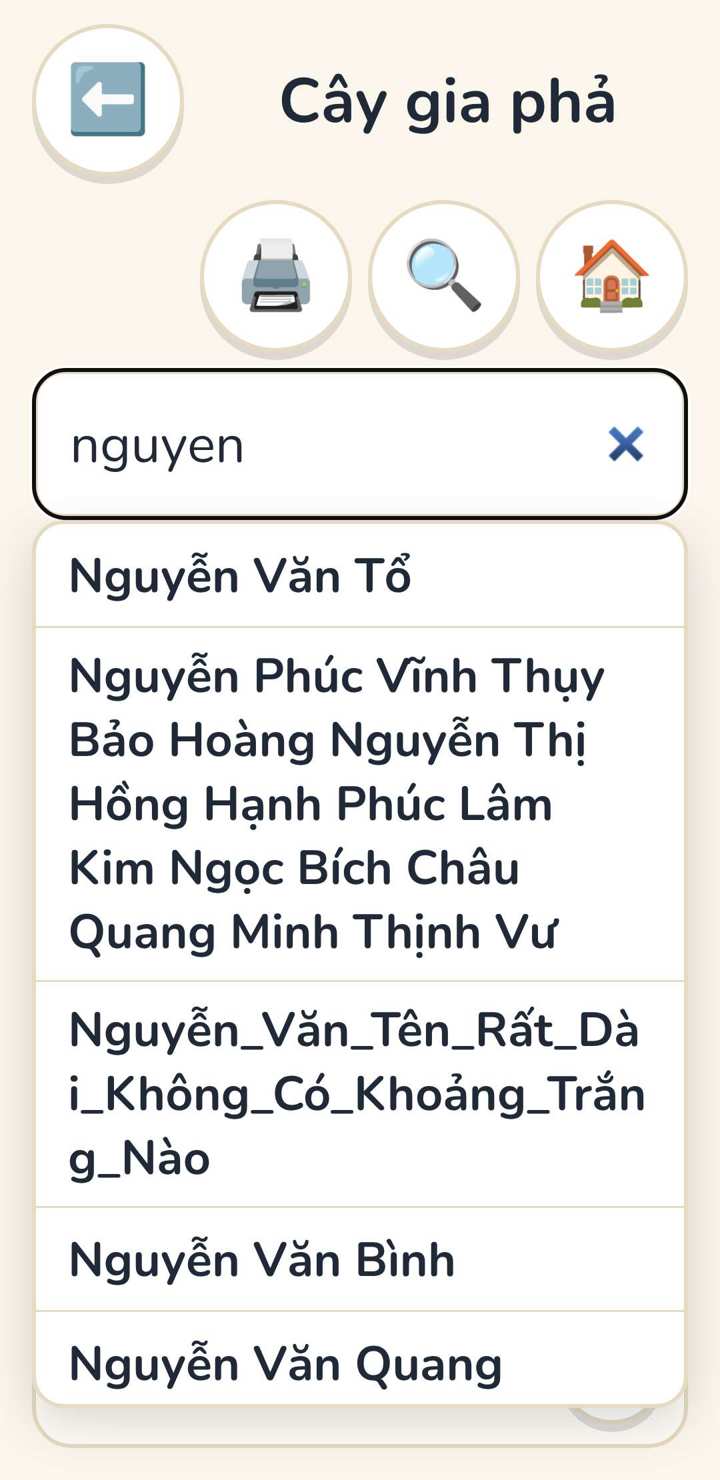 Cây gia phả
nguyen
Nguyễn Văn Tổ
Nguyễn Phúc Vĩnh Thụy
Bảo Hoàng Nguyễn Thị
Hồng Hạnh Phúc Lâm
Kim Ngọc Bích Châu
Quang Minh Thịnh Vư
Nguyễn_Văn_Tên_Rất_Dà
i_Không_Có_Khoảng_Trắn
g_Nào
Nguyễn Văn Bình
Nguyễn Văn Quang